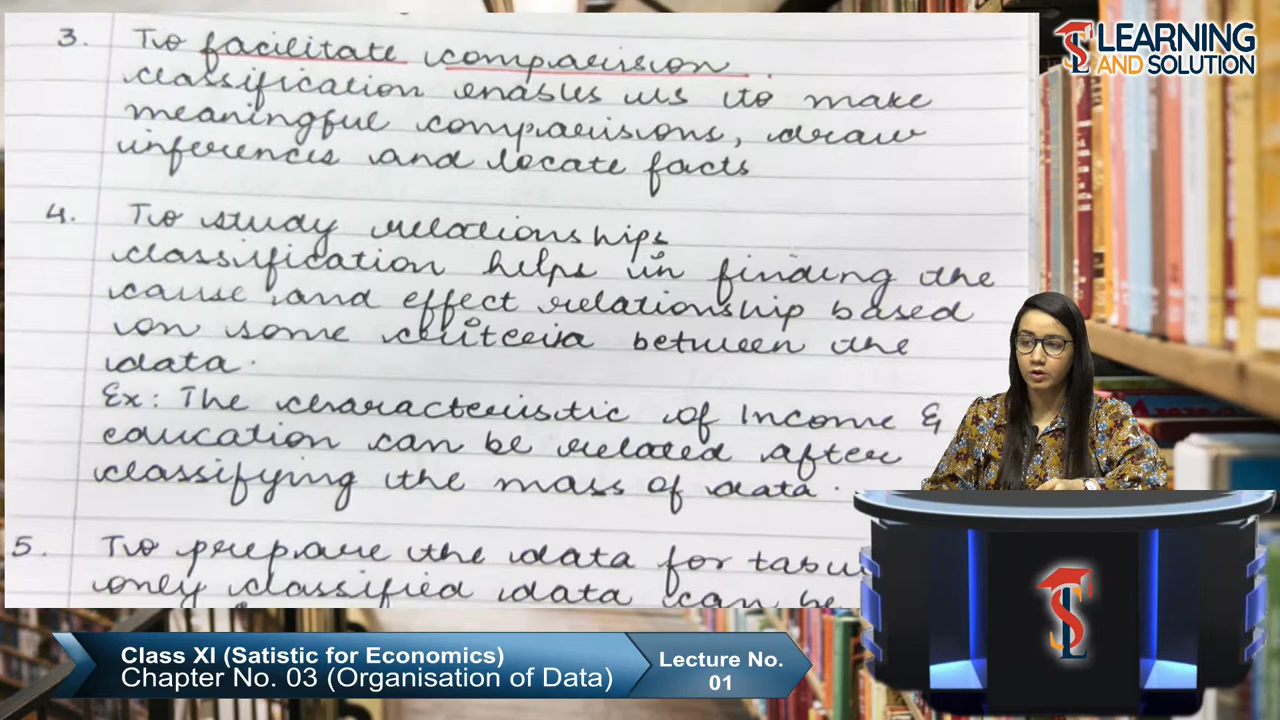 3. To facilitate comparision.
classification enables us to make
meaningful comparisions, draw
inferences and locate facts
4. To study relationships
classification helps in finding the
cause and effect relationship based
on some criteria between the
data.
Ex: The characteristic of Income &
education can be related after
classifying the mass of data.
5. To prepare the data for tabu
only classified data can be
LEARNING
AND SOLUTION
Class XI (Satistic for Economics)
Chapter No. 03 (Organisation of Data)
Lecture No.
01